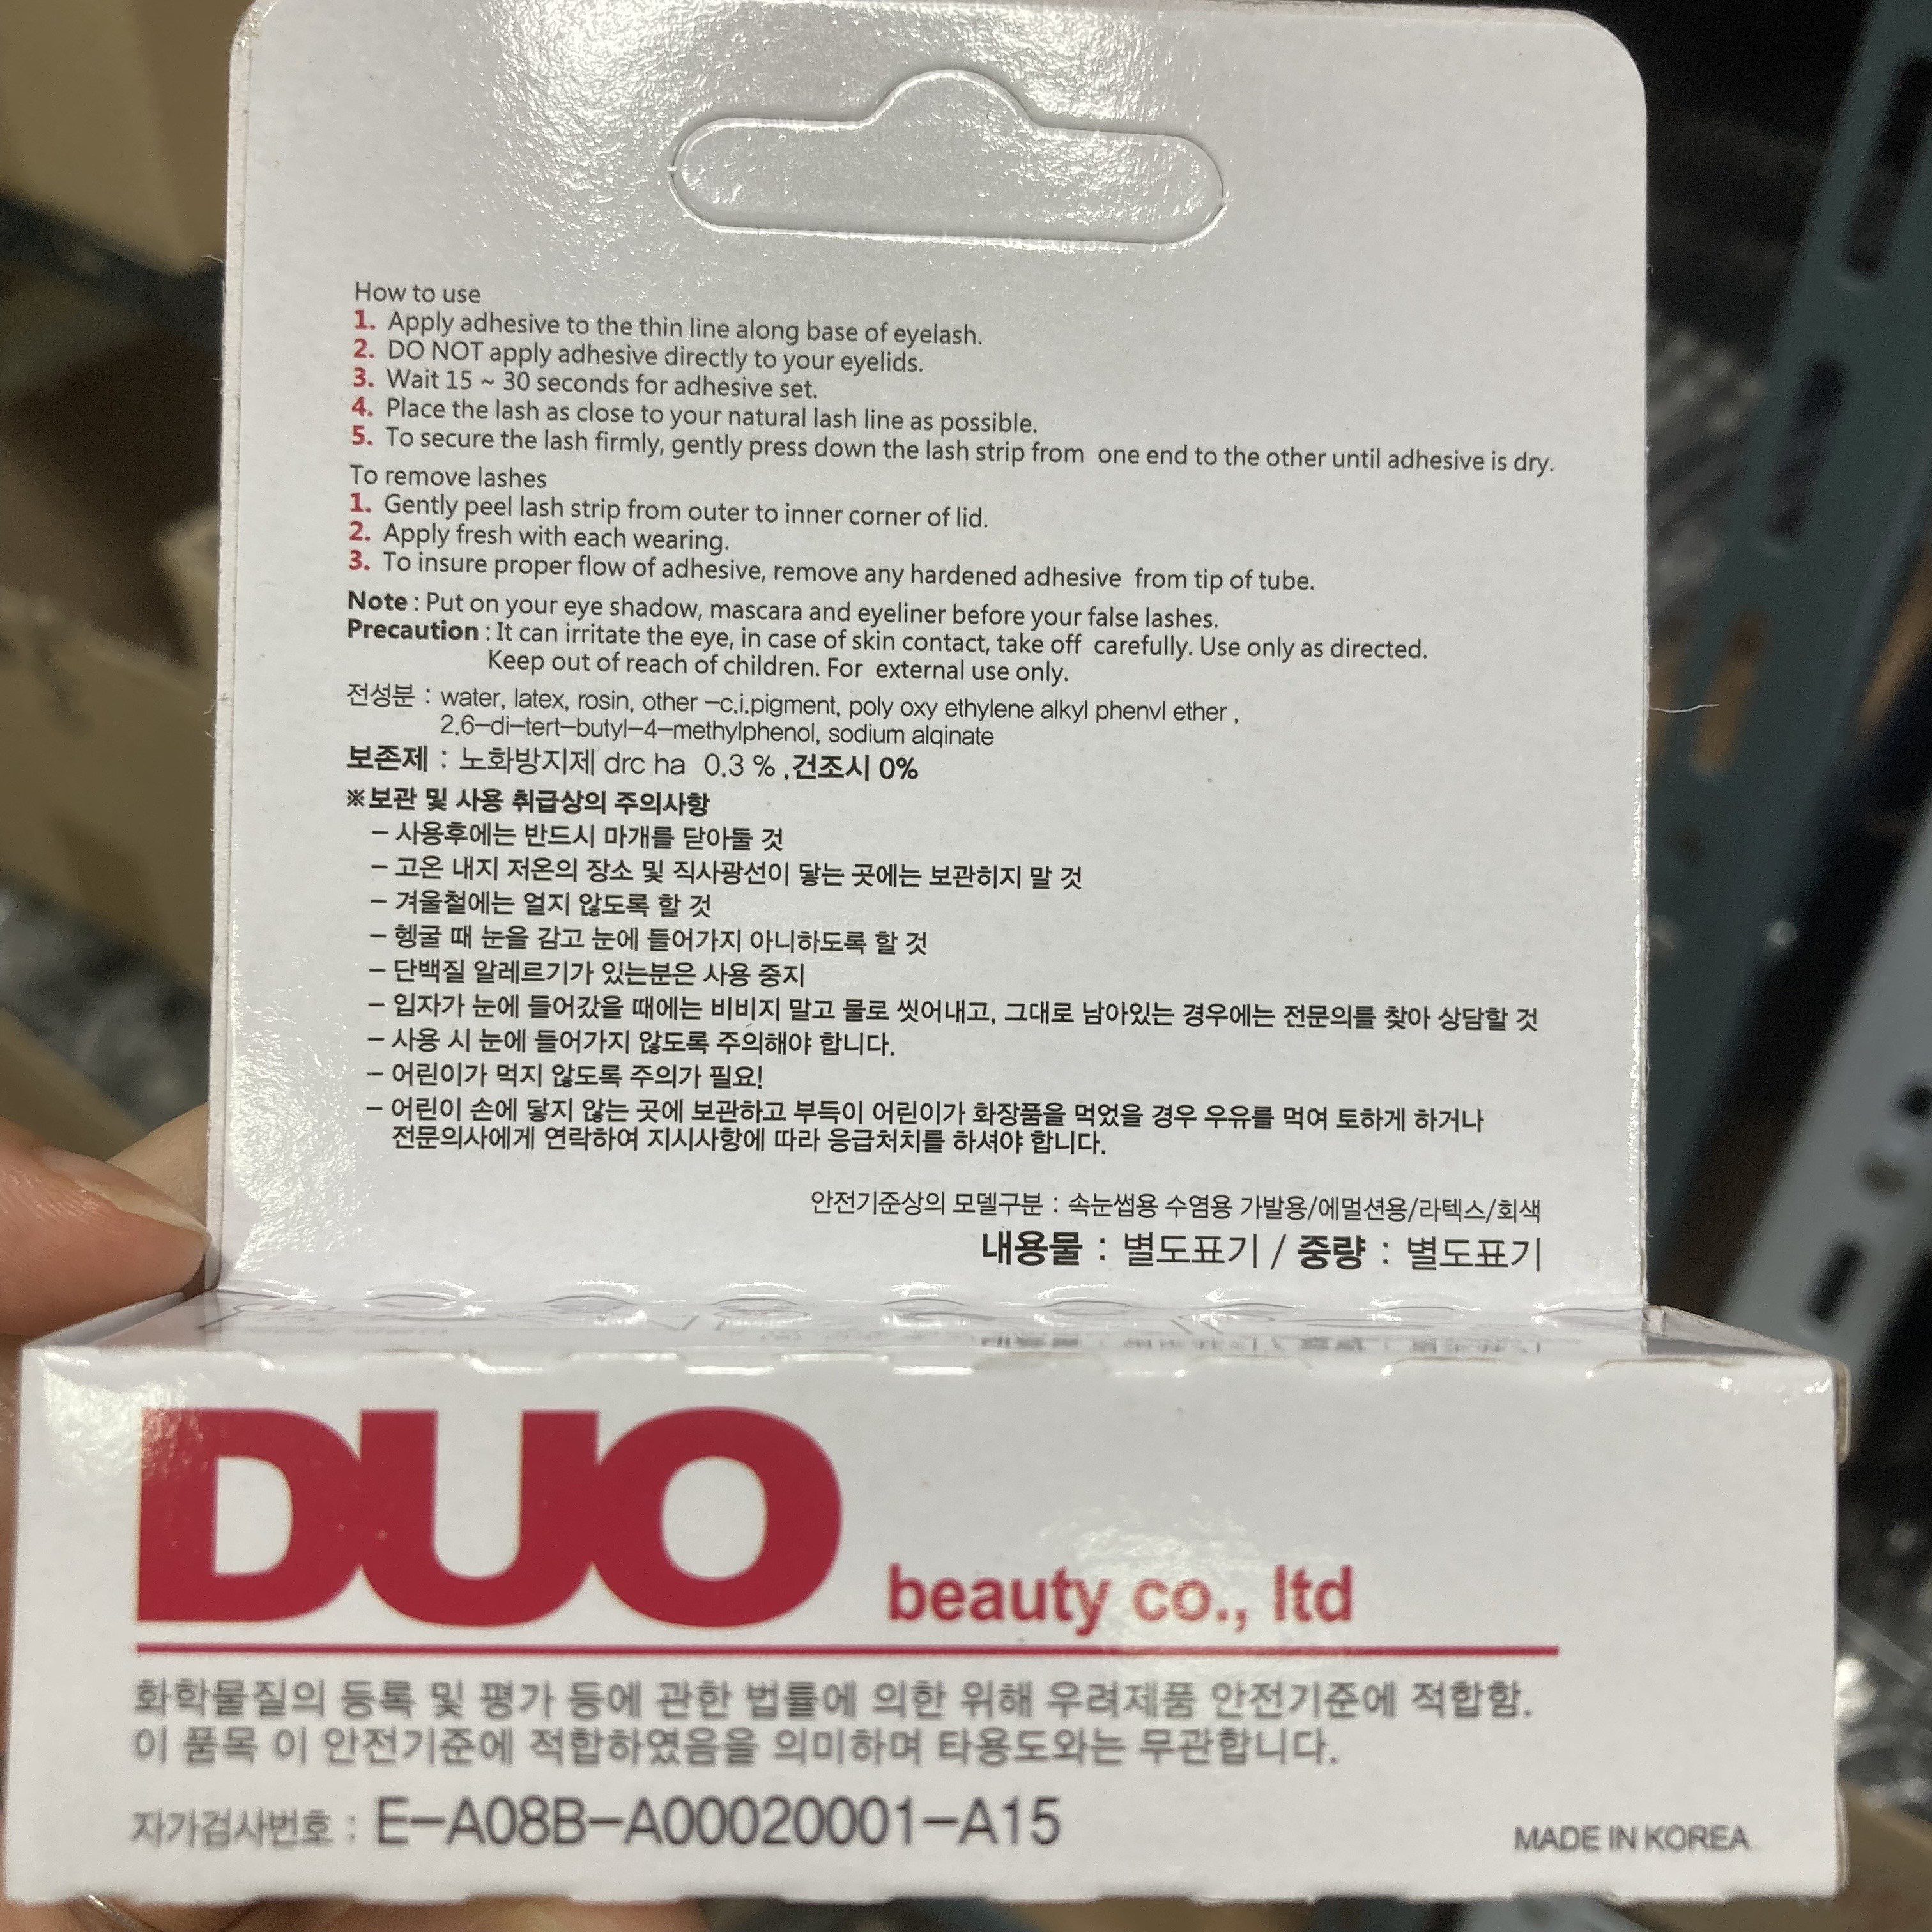 How to use
1. Apply adhesive to the thin line along base of eyelash.
2. DO NOT apply adhesive directly to your eyelids.
3. Wait 15 ~ 30 seconds for adhesive set.
4. Place the lash as close to your natural lash line as possible.
5. To secure the lash firmly, gently press down the lash strip from one end to the other until adhesive is dry.
To remove lashes
1. Gently peel lash strip from outer to inner corner of lid.
2. Apply fresh with each wearing.
3. To insure proper flow of adhesive, remove any hardened adhesive from tip of tube.
Note : Put on your eye shadow, mascara and eyeliner before your false lashes.
Precaution : It can irritate the eye, in case of skin contact, take off carefully. Use only as directed.
Keep out of reach of children. For external use only.
전성분 : water, latex, rosin, other -c.i.pigment, poly oxy ethylene alkyl phenvl ether ,
2.6-di-tert-butyl-4-methylphenol, sodium alqinate
보존제 : 노화방지제 drc ha 0.3 % ,건조시 0%
※보관 및 사용 취급상의 주의사항
- 사용후에는 반드시 마개를 닫아둘 것
- 고온 내지 저온의 장소 및 직사광선이 닿는 곳에는 보관히지 말 것
- 겨울철에는 얼지 않도록 할 것
- 헹굴 때 눈을 감고 눈에 들어가지 아니하도록 할 것
- 단백질 알레르기가 있는분은 사용 중지
- 입자가 눈에 들어갔을 때에는 비비지 말고 물로 씻어내고, 그대로 남아있는 경우에는 전문의를 찾아 상담할 것
- 사용 시 눈에 들어가지 않도록 주의해야 합니다.
- 어린이가 먹지 않도록 주의가 필요!
- 어린이 손에 닿지 않는 곳에 보관하고 부득이 어린이가 화장품을 먹었을 경우 우유를 먹여 토하게 하거나
전문의사에게 연락하여 지시사항에 따라 응급처치를 하셔야 합니다.
안전기준상의 모델구분 : 속눈썹용 수염용 가발용/에멀션용/라텍스/회색
내용물 : 별도표기 / 중량 : 별도표기
DUO beauty co., ltd
화학물질의 등록 및 평가 등에 관한 법률에 의한 위해 우려제품 안전기준에 적합함.
이 품목 이 안전기준에 적합하였음을 의미하며 타용도와는 무관합니다.
자가검사번호 : E-A08B-A00020001-A15
MADE IN KOREA